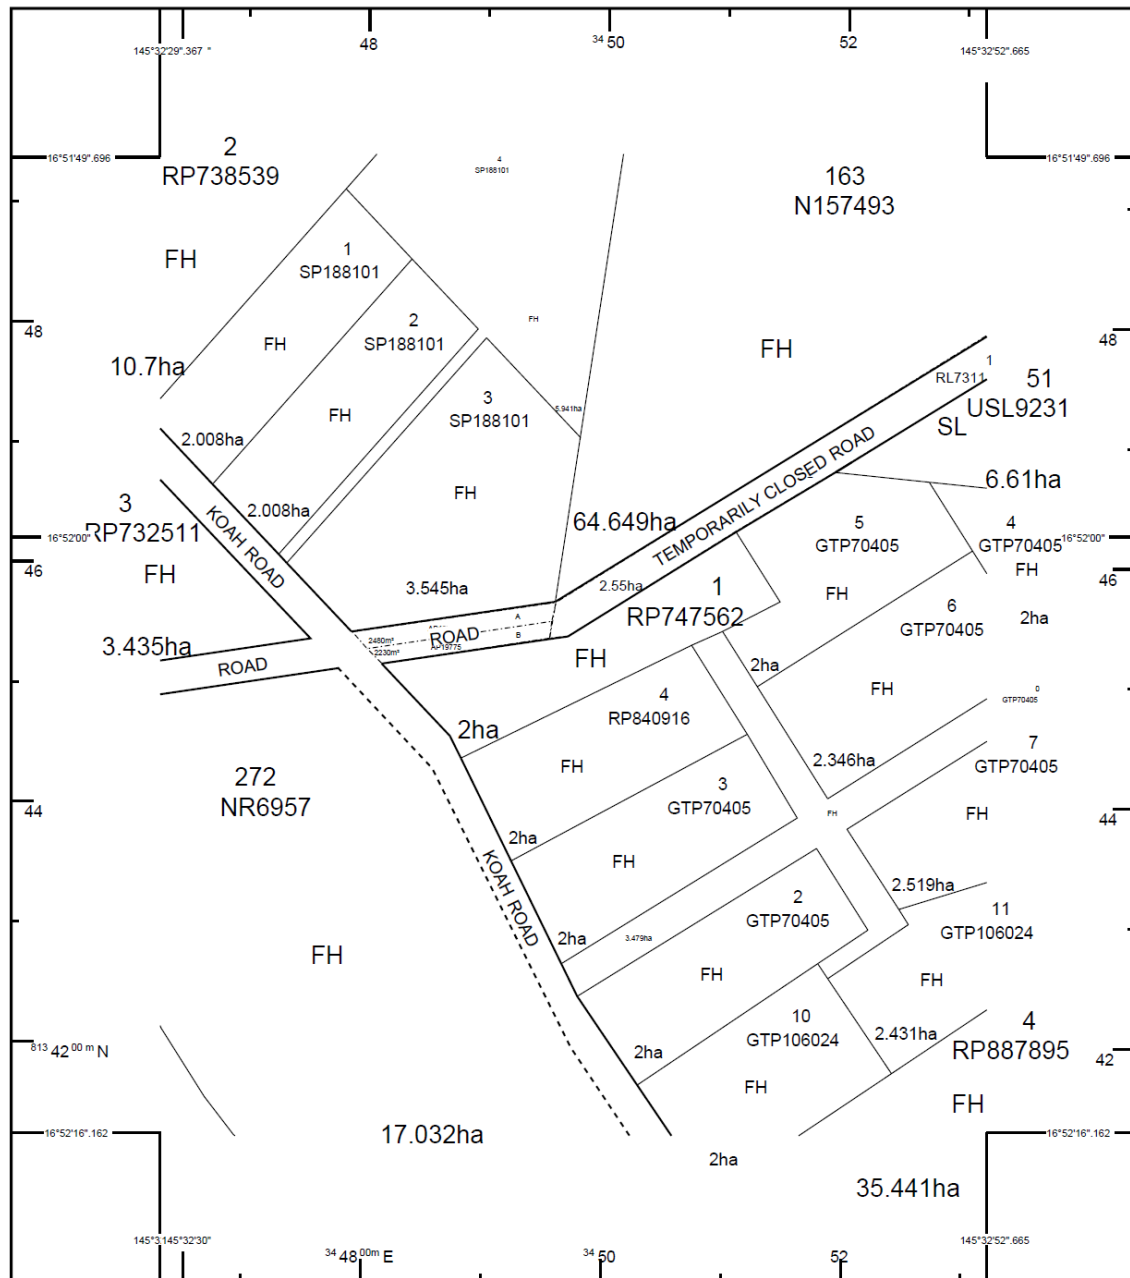 48
34 50
52
145°32'29".367 "
145°32'52".665
16°51'49".696
16°51'49".696
2
RP738539
4
SP188101
163
N157493
FH
1
SP188101
2
SP188101
FH
48
48
FH
FH
10.7ha
1
RL7311
51
USL9231
3
SP188101
5.941ha
FH
SL
2.008ha
TEMPORARILY CLOSED ROAD
FH
6.61ha
2.008ha
3
RP732511
KOAH ROAD
64.649ha
5
GTP70405
4
GTP70405
16°52'00"
16°52'00"
46
46
FH
FH
3.545ha
2.55ha
1
RP747562
FH
6
GTP70405
2ha
A
2460m²
ROAD
B
2230m²
AP19775
3.435ha
ROAD
FH
2ha
FH
4
RP840916
0
GTP70405
2ha
2.346ha
7
GTP70405
272
NR6957
FH
3
GTP70405
44
44
FH
FH
2ha
KOAH ROAD
FH
2.519ha
2
GTP70405
11
GTP106024
2ha
3.479ha
FH
FH
FH
10
GTP106024
2.431ha
4
RP887895
813 42 00 m N
42
2ha
FH
FH
16°52'16".162
17.032ha
16°52'16".162
2ha
35.441ha
145°3.145°32'30"
34 48 00m E
34 50
52
145°32'52".665